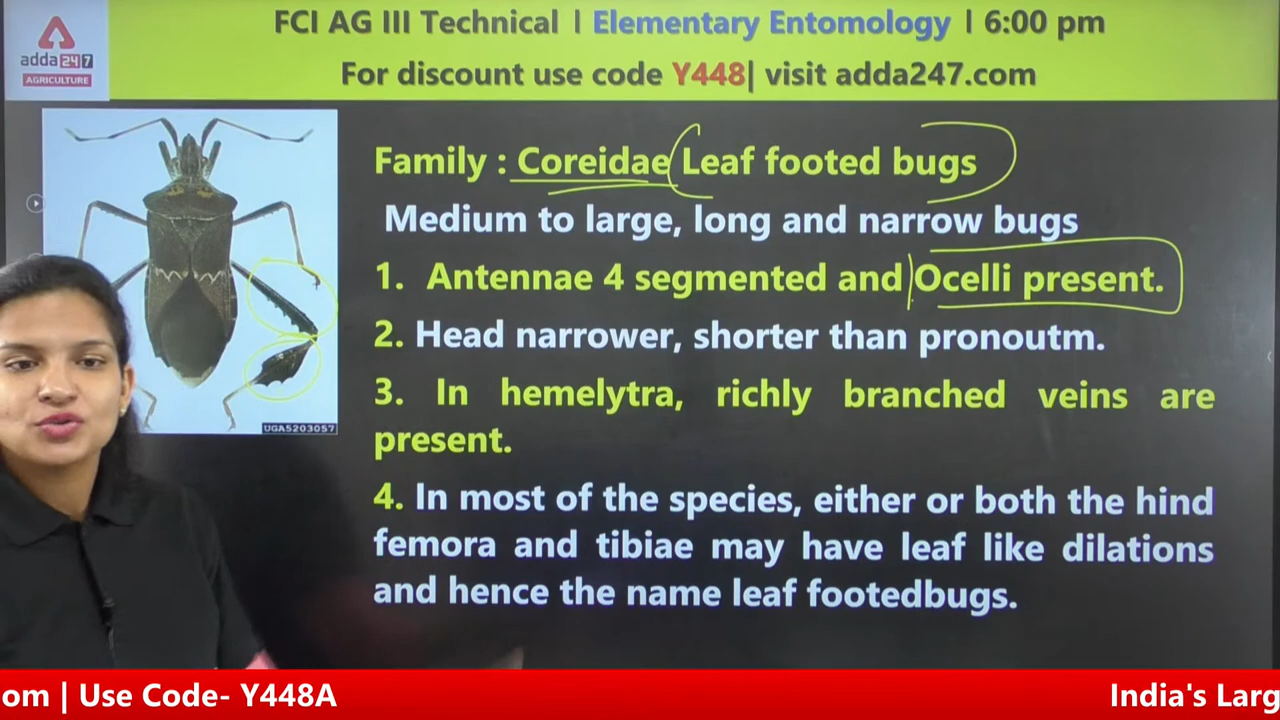 FCI AG III Technical | Elementary Entomology | 6:00 pm
For discount use code Y448| visit adda247.com
adda247
AGRICULTURE
Family : Coreidae Leaf footed bugs
Medium to large, long and narrow bugs
1. Antennae 4 segmented and Ocelli present.
2. Head narrower, shorter than pronoutm.
3. In hemelytra, richly branched veins are
present.
4. In most of the species, either or both the hind
femora and tibiae may have leaf like dilations
and hence the name leaf footedbugs.
UGA5203057
om | Use Code- Y448A
India's Larg